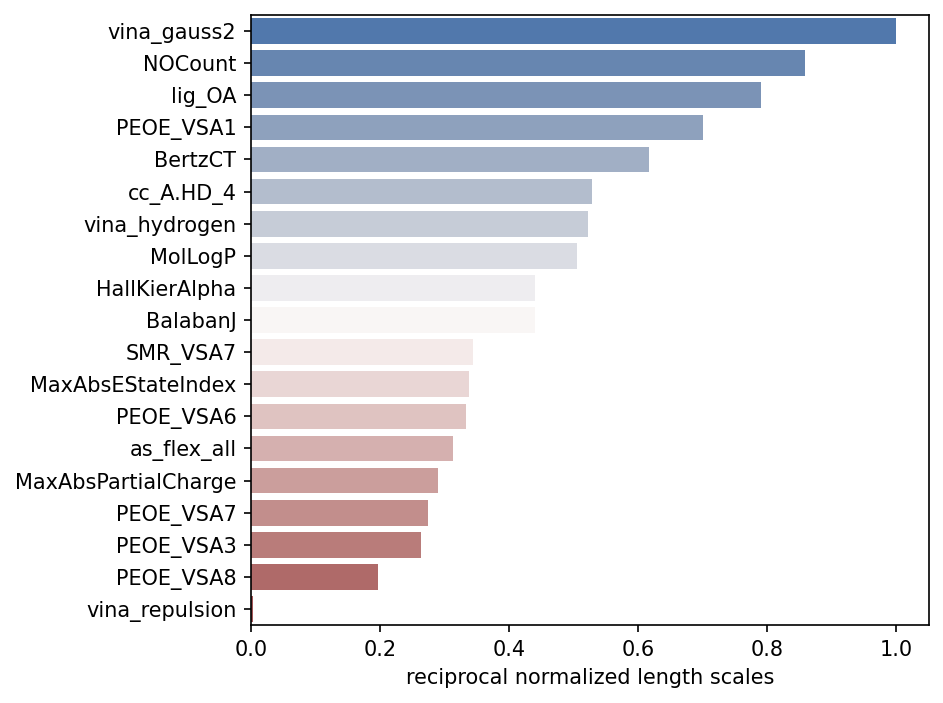 vina_gauss2
NOCount
lig_OA
PEOE_VSA1
BertzCT
cc_A.HD_4
vina_hydrogen
MolLogP
HallKierAlpha
BalabanJ
SMR_VSA7
MaxAbsEStateIndex
PEOE_VSA6
as_flex_all
MaxAbsPartialCharge
PEOE_VSA7
PEOE_VSA3
PEOE_VSA8
vina_repulsion
0.0 0.2 0.4 0.6 0.8 1.0
reciprocal normalized length scales